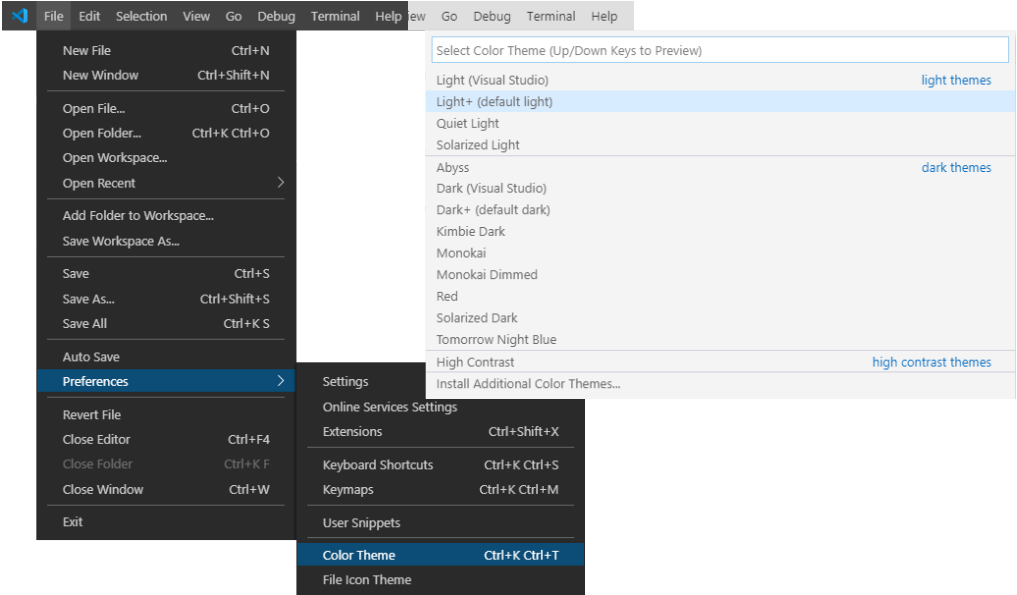 File Edit Selection View Go Debug Terminal Help iew Go Debug Terminal Help
New File Ctrl+N
New Window Ctrl+Shift+N
Open File... Ctrl+O
Open Folder... Ctrl+K Ctrl+O
Open Workspace...
Open Recent
Add Folder to Workspace...
Save Workspace As...
Save Ctrl+S
Save As... Ctrl+Shift+S
Save All Ctrl+K S
Auto Save
Preferences
Revert File
Close Editor Ctrl+F4
Close Folder Ctrl+K F
Close Window Ctrl+W
Exit
Settings
Online Services Settings
Extensions Ctrl+Shift+X
Keyboard Shortcuts Ctrl+K Ctrl+S
Keymaps Ctrl+K Ctrl+M
User Snippets
Color Theme Ctrl+K Ctrl+T
File Icon Theme
Select Color Theme (Up/Down Keys to Preview)
Light (Visual Studio) light themes
Light+ (default light)
Quiet Light
Solarized Light
Abyss dark themes
Dark (Visual Studio)
Dark+ (default dark)
Kimbie Dark
Monokai
Monokai Dimmed
Red
Solarized Dark
Tomorrow Night Blue
High Contrast high contrast themes
Install Additional Color Themes...